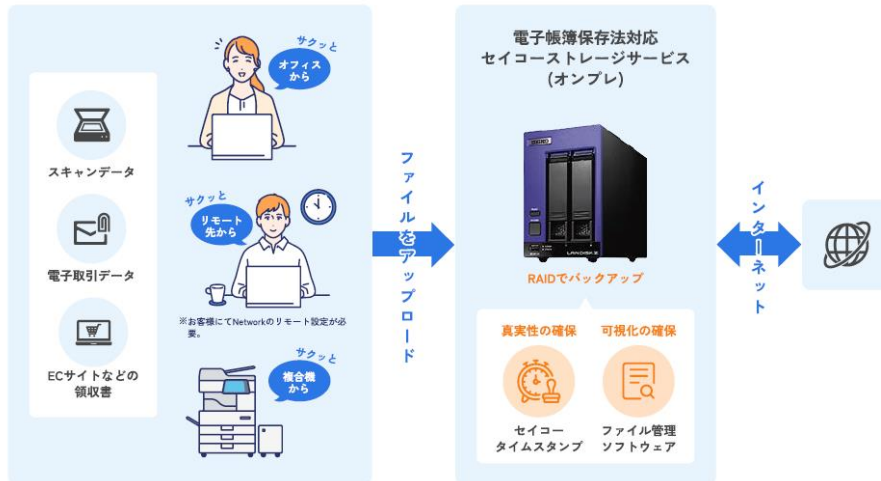 スキャンデータ
電子取引データ
ECサイトなどの
領収書
サクッと
オフィス
から
サクッと
リモート
先から
※お客様にてNetworkのリモート設定が必
要。
サクッと
複合機
から
ファイルをアップロード
電子帳簿保存法対応
セイコーストレージサービス
(オンプレ)
LANDISK X
RAIDでバックアップ
真実性の確保
セイコー
タイムスタンプ
可視化の確保
ファイル管理
ソフトウェア
インターネット